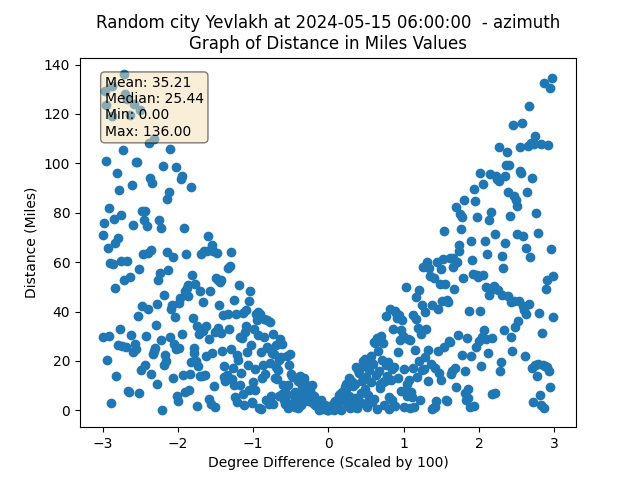 Random city Yevlakh at 2024-05-15 06:00:00  - azimuth
Graph of Distance in Miles Values
Mean: 35.21
Median: 25.44
Min: 0.00
Max: 136.00
140
120
100
80
60
40
20
0
Distance (Miles)
−3
−2
−1
0
1
2
3
Degree Difference (Scaled by 100)